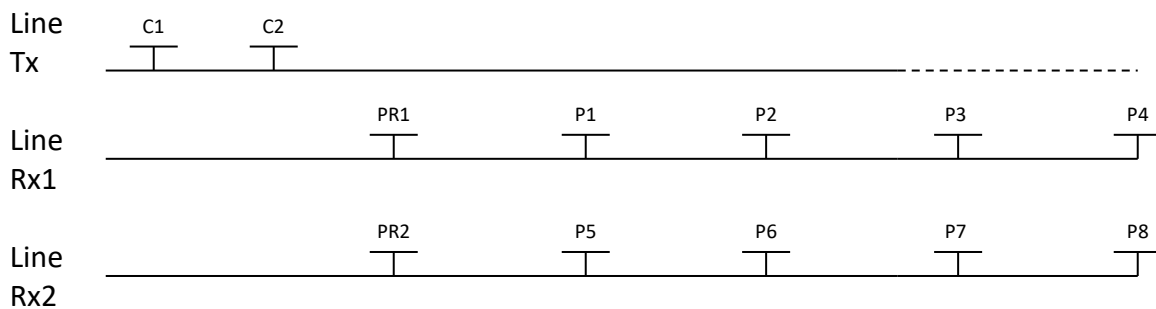 Line
Tx
C1 C2
Line
Rx1
PR1 P1 P2 P3 P4
Line
Rx2
PR2 P5 P6 P7 P8